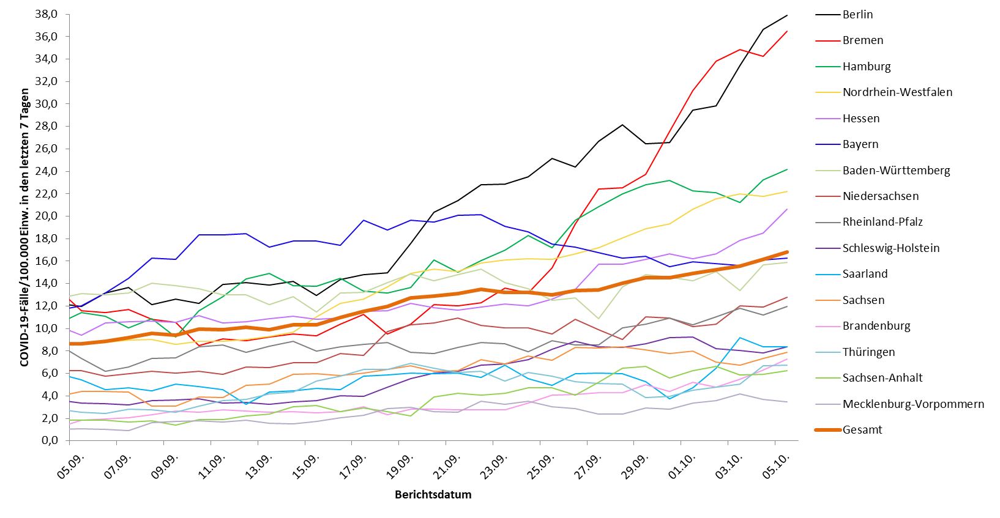 38,0
36,0
34,0
32,0
30,0
28,0
26,0
24,0
22,0
20,0
18,0
16,0
14,0
12,0
10,0
8,0
6,0
4,0
2,0
0,0
COVID-19-Fälle/100.000 Einw. in den letzten 7 Tagen
05.09.
07.09.
09.09.
11.09.
13.09.
15.09.
17.09.
19.09.
21.09.
23.09.
25.09.
27.09.
29.09.
01.10.
03.10.
05.10.
Berichtsdatum
Berlin
Bremen
Hamburg
Nordrhein-Westfalen
Hessen
Bayern
Baden-Württemberg
Niedersachsen
Rheinland-Pfalz
Schleswig-Holstein
Saarland
Sachsen
Brandenburg
Thüringen
Sachsen-Anhalt
Mecklenburg-Vorpommern
Gesamt